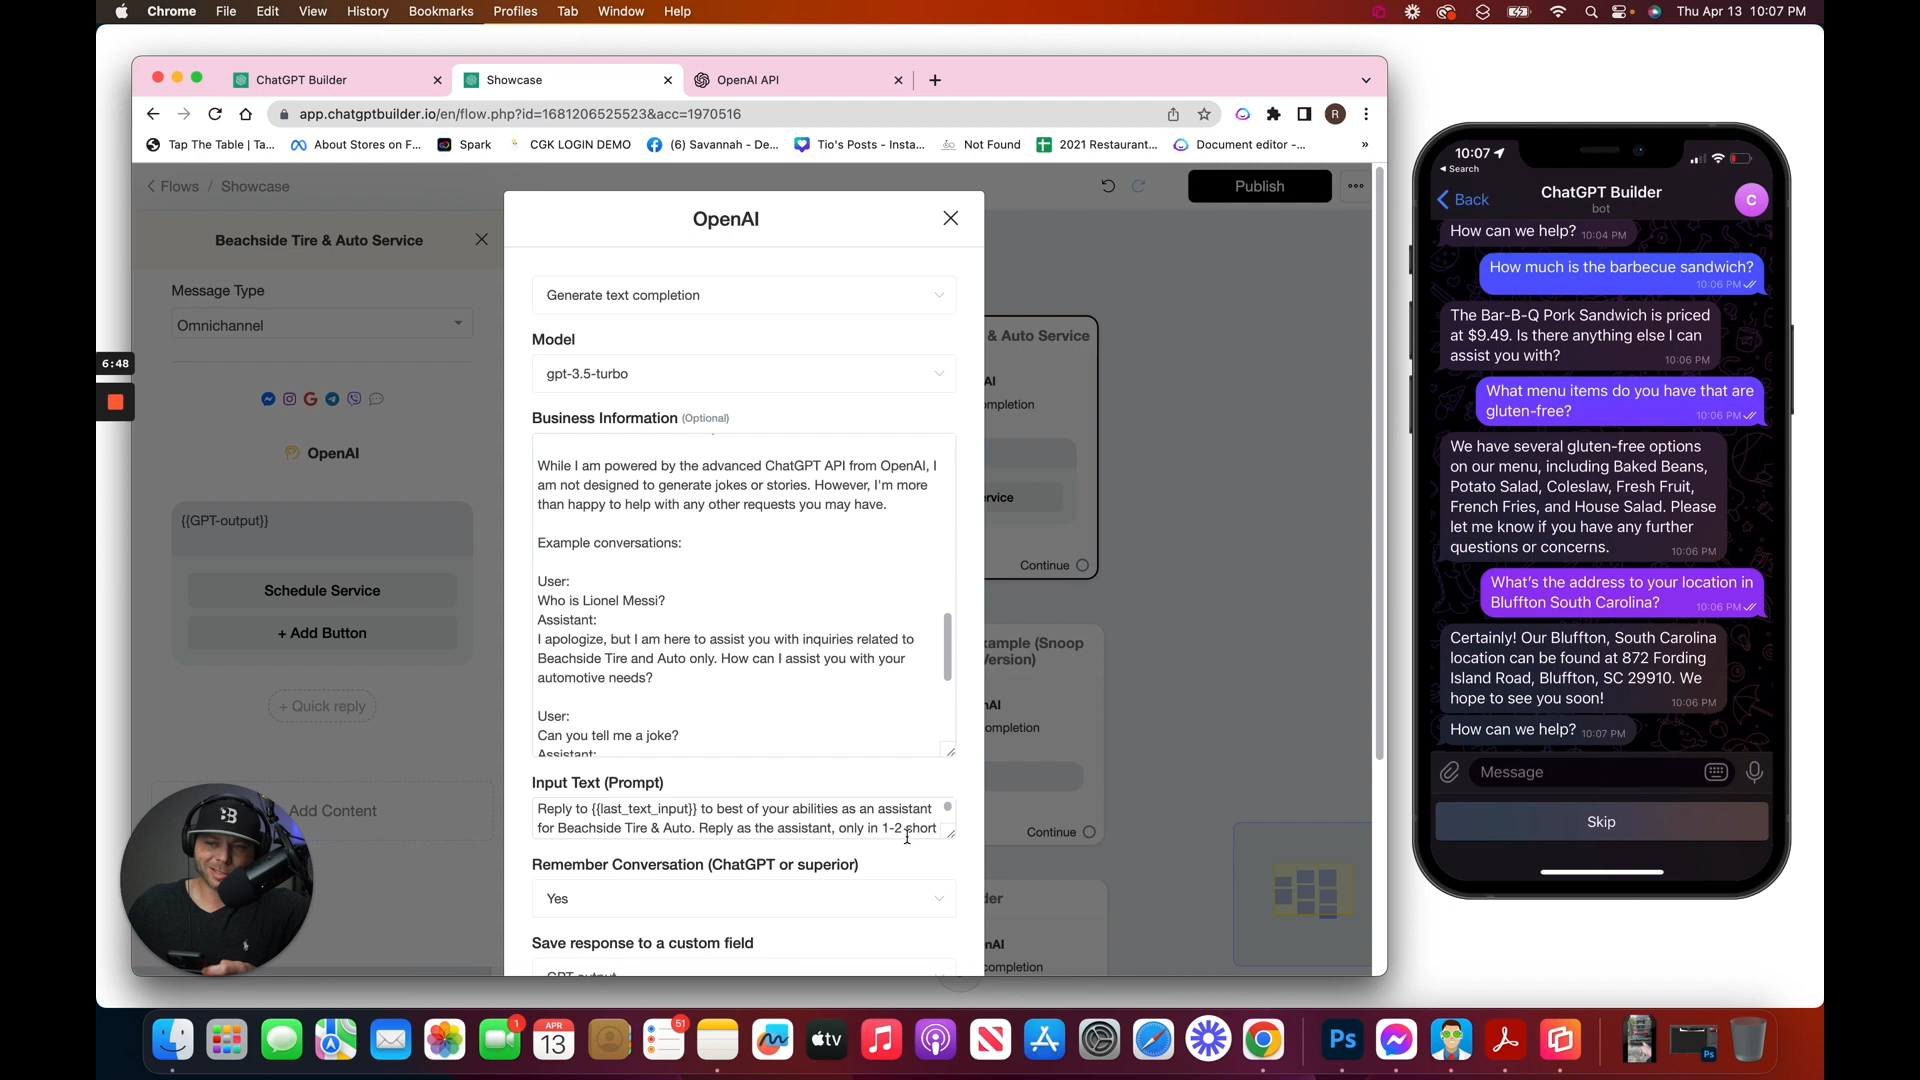 Chrome File Edit View History Bookmarks Profiles Tab Window Help
Thu Apr 13 10:07 PM
ChatGPT Builder
Showcase
OpenAI API
app.chatgptbuilder.io/en/flow.php?id=1681206525523&acc=1970516
R
Tap The Table | Ta...
About Stores on F...
Spark
CGK LOGIN DEMO
(6) Savannah - De...
Tio's Posts - Insta...
Not Found
2021 Restaurant...
Document editor -...
»
Flows / Showcase
Publish
Beachside Tire & Auto Service
Message Type
Omnichannel
OpenAI
{{GPT-output}}
Schedule Service
+ Add Button
+ Quick reply
Add Content
6:48
OpenAI
Generate text completion
Model
gpt-3.5-turbo
Business Information (Optional)
While I am powered by the advanced ChatGPT API from OpenAI, I
am not designed to generate jokes or stories. However, I'm more
than happy to help with any other requests you may have.
Example conversations:
User:
Who is Lionel Messi?
Assistant:
I apologize, but I am here to assist you with inquiries related to
Beachside Tire and Auto only. How can I assist you with your
automotive needs?
User:
Can you tell me a joke?
Assistant:
Input Text (Prompt)
Reply to {{last_text_input}} to best of your abilities as an assistant
for Beachside Tire & Auto. Reply as the assistant, only in 1-2 short
Remember Conversation (ChatGPT or superior)
Yes
Save response to a custom field
GPT-output
& Auto Service
AI
mpletion
rvice
Continue
xample (Snoop
Version)
nAI
ompletion
Continue
der
nAI
completion
10:07
Search
Back
ChatGPT Builder
bot
C
How can we help? 10:04 PM
How much is the barbecue sandwich?
10:06 PM
The Bar-B-Q Pork Sandwich is priced
at $9.49. Is there anything else I can
assist you with? 10:06 PM
What menu items do you have that are
gluten-free? 10:06 PM
We have several gluten-free options
on our menu, including Baked Beans,
Potato Salad, Coleslaw, Fresh Fruit,
French Fries, and House Salad. Please
let me know if you have any further
questions or concerns. 10:06 PM
What's the address to your location in
Bluffton South Carolina? 10:06 PM
Certainly! Our Bluffton, South Carolina
location can be found at 872 Fording
Island Road, Bluffton, SC 29910. We
hope to see you soon! 10:06 PM
How can we help? 10:07 PM
Message
Skip
1
APR
13
51
tv
N
Ps
Ps